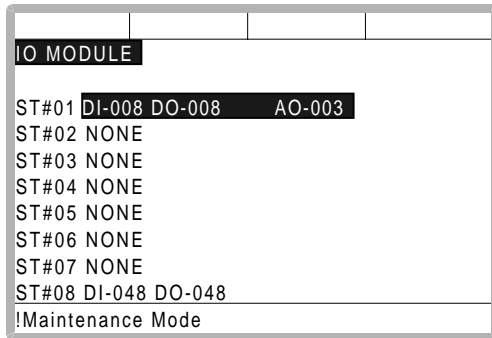 IO MODULE
ST#01 DI-008 DO-008 AO-003
ST#02 NONE
ST#03 NONE
ST#04 NONE
ST#05 NONE
ST#06 NONE
ST#07 NONE
ST#08 DI-048 DO-048
!Maintenance Mode